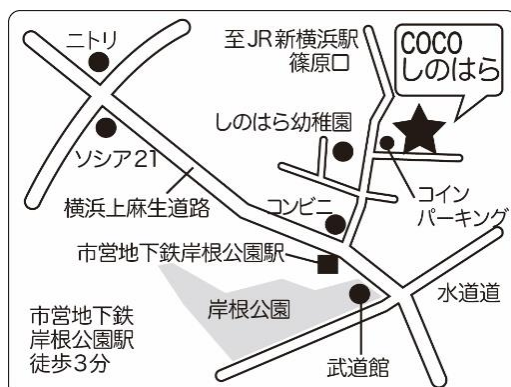 ニトリ
至JR新横浜駅
篠原口
COCO
しのはら
しのはら幼稚園
ソシア21
コイン
パーキング
横浜上麻生道路
コンビニ
市営地下鉄岸根公園駅
水道道
岸根公園
市営地下鉄
岸根公園駅
徒歩3分
武道館